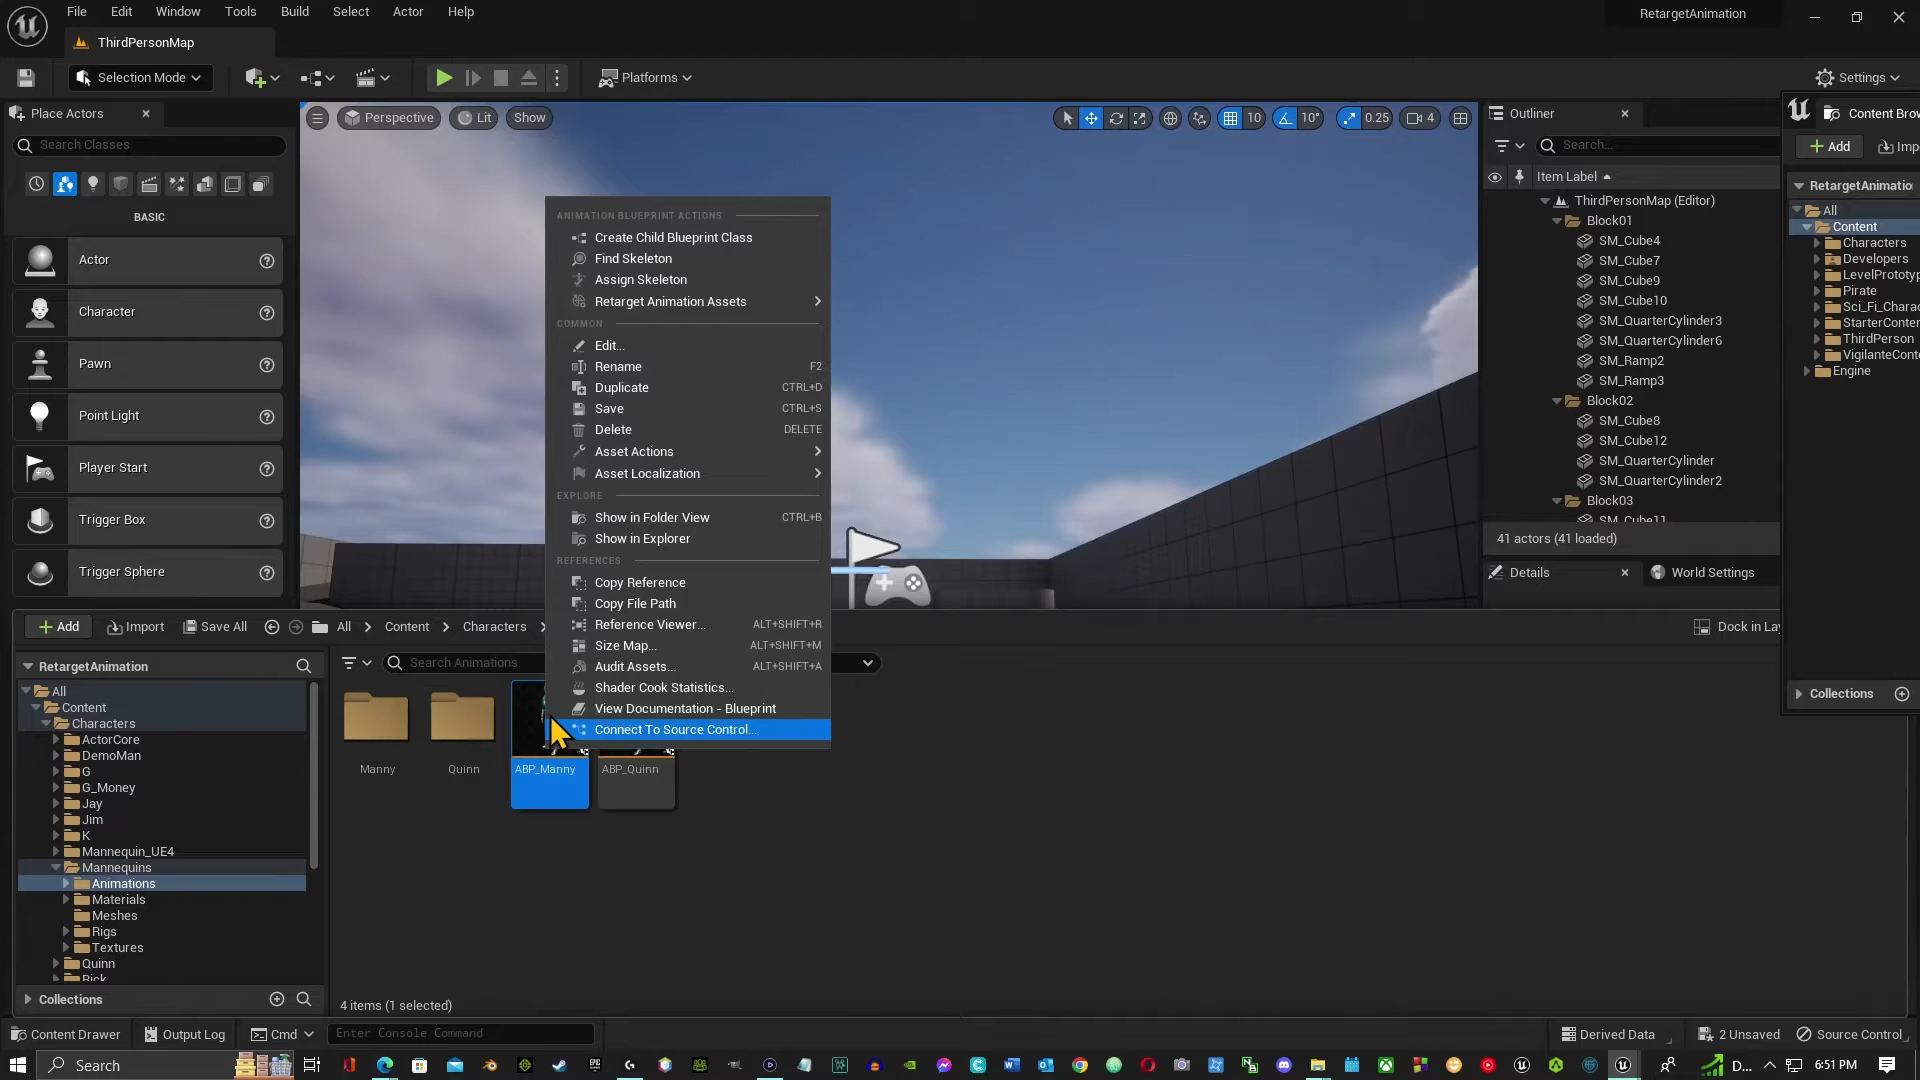 File Edit Window Tools Build Select Actor Help
RetargetAnimation
ThirdPersonMap
Selection Mode
Platforms
Settings
Place Actors
Search Classes
BASIC
Actor
Character
Pawn
Point Light
Player Start
Trigger Box
Trigger Sphere
Perspective Lit Show
10 10° 0.25 4
ANIMATION BLUEPRINT ACTIONS
Create Child Blueprint Class
Find Skeleton
Assign Skeleton
Retarget Animation Assets
COMMON
Edit...
Rename F2
Duplicate CTRL+D
Save CTRL+S
Delete DELETE
Asset Actions
Asset Localization
EXPLORE
Show in Folder View CTRL+B
Show in Explorer
REFERENCES
Copy Reference
Copy File Path
Reference Viewer... ALT+SHIFT+R
Size Map... ALT+SHIFT+M
Audit Assets... ALT+SHIFT+A
Shader Cook Statistics...
View Documentation - Blueprint
Connect To Source Control...
Outliner
Search...
Item Label
ThirdPersonMap (Editor)
Block01
SM_Cube4
SM_Cube7
SM_Cube9
SM_Cube10
SM_QuarterCylinder3
SM_QuarterCylinder6
SM_Ramp2
SM_Ramp3
Block02
SM_Cube8
SM_Cube12
SM_QuarterCylinder
SM_QuarterCylinder2
Block03
SM_Cube11
41 actors (41 loaded)
Details World Settings
Content Brow
Add Impo
RetargetAnimatio
All
Content
Characters
Developers
LevelPrototyp
Pirate
Sci_Fi_Charac
StarterConten
ThirdPerson
VigilanteConte
Engine
Collections
Add Import Save All All Content Characters
Dock in Lay
RetargetAnimation
Search Animations
All
Content
Characters
ActorCore
DemoMan
G
G_Money
Jay
Jim
K
Mannequin_UE4
Mannequins
Animations
Materials
Meshes
Rigs
Textures
Quinn
Rick
Collections
Manny
Quinn
ABP_Manny
ABP_Quinn
4 items (1 selected)
Content Drawer Output Log Cmd Enter Console Command
Derived Data 2 Unsaved Source Control
Search
D... 6:51 PM